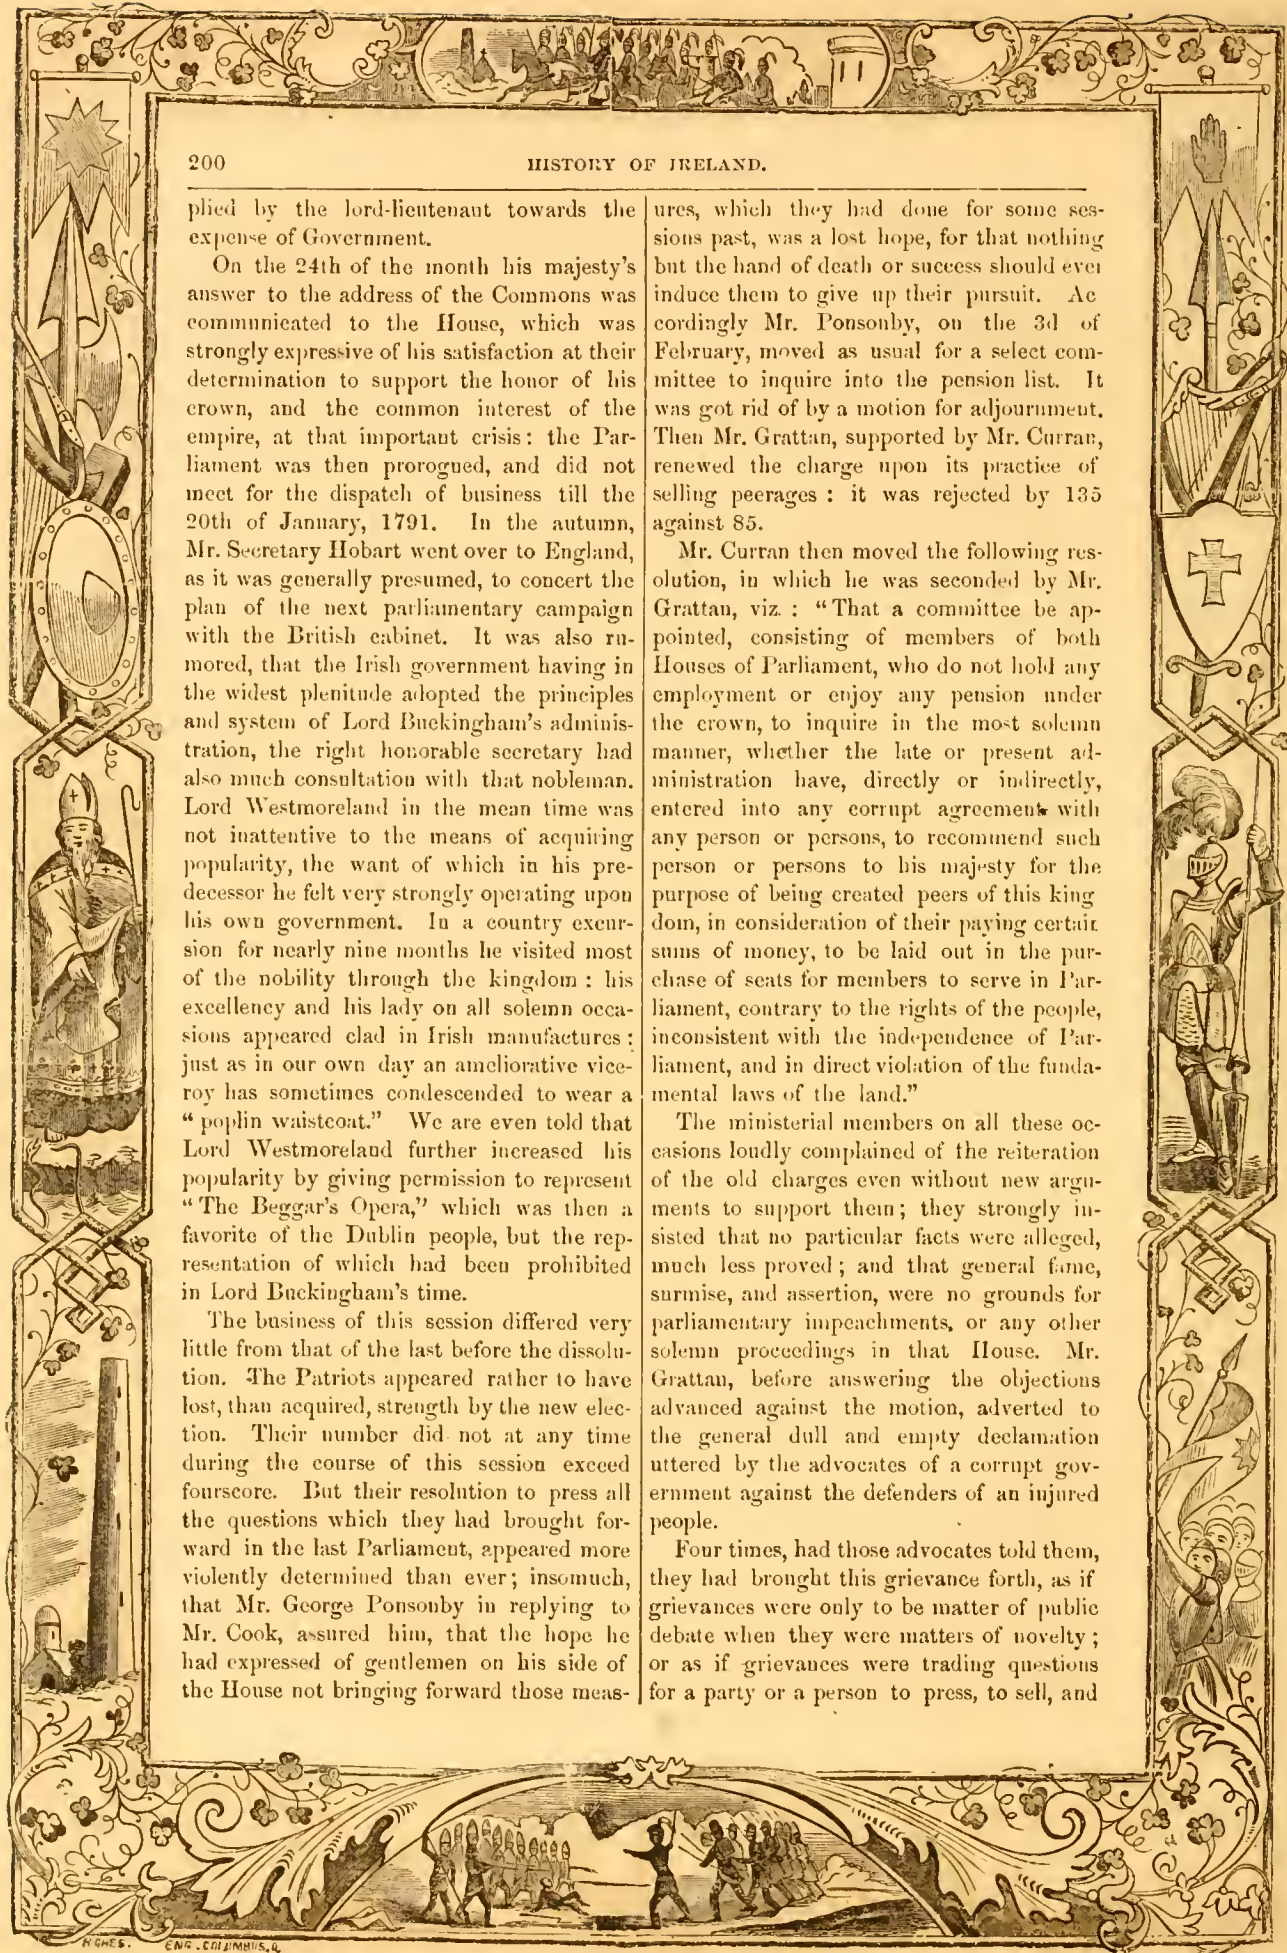 200
HISTORY OF IRELAND.
plied by the lord-lieutenant towards the
expense of Government.
On the 24th of the month his majesty's
answer to the address of the Commons was
communicated to the House, which was
strongly expressive of his satisfaction at their
determination to support the honor of his
crown, and the common interest of the
empire, at that important crisis: the Par-
liament was then prorogued, and did not
meet for the dispatch of business till the
20th of January, 1791. In the autumn,
Mr. Secretary Hobart went over to England,
as it was generally presumed, to concert the
plan of the next parliamentary campaign
with the British cabinet. It was also ru-
mored, that the Irish government having in
the widest plenitude adopted the principles
and system of Lord Buckingham's adminis-
tration, the right honorable secretary had
also much consultation with that nobleman.
Lord Westmoreland in the mean time was
not inattentive to the means of acquiring
popularity, the want of which in his pre-
decessor he felt very strongly operating upon
his own government. In a country excur-
sion for nearly nine months he visited most
of the nobility through the kingdom : his
excellency and his lady on all solemn occa-
sions appeared clad in Irish manufactures :
just as in our own day an ameliorative vice-
roy has sometimes condescended to wear a
“ poplin waistcoat.” We are even told that
Lord Westmoreland further increased his
popularity by giving permission to represent
“ The Beggar's Opera,” which was then a
favorite of the Dublin people, but the rep-
resentation of which had been prohibited
in Lord Buckingham's time.
The business of this session differed very
little from that of the last before the dissolu-
tion. The Patriots appeared rather to have
lost, than acquired, strength by the new elec-
tion. Their number did not at any time
during the course of this session exceed
fourscore. But their resolution to press all
the questions which they had brought for-
ward in the last Parliament, appeared more
violently determined than ever; insomuch,
that Mr. George Ponsonby in replying to
Mr. Cook, assured him, that the hope he
had expressed of gentlemen on his side of
the House not bringing forward those meas-
ures, which they had done for some ses-
sions past, was a lost hope, for that nothing
but the hand of death or success should ever
induce them to give up their pursuit. Ac
cordingly Mr. Ponsonby, on the 3d of
February, moved as usual for a select com-
mittee to inquire into the pension list. It
was got rid of by a motion for adjournment.
Then Mr. Grattan, supported by Mr. Curran,
renewed the charge upon its practice of
selling peerages : it was rejected by 135
against 85.
Mr. Curran then moved the following res-
olution, in which he was seconded by Mr.
Grattan, viz. : “That a committee be ap-
pointed, consisting of members of both
Houses of Parliament, who do not hold any
employment or enjoy any pension under
the crown, to inquire in the most solemn
manner, whether the late or present ad-
ministration have, directly or indirectly,
entered into any corrupt agreement with
any person or persons, to recommend such
person or persons to his majesty for the
purpose of being created peers of this king
dom, in consideration of their paying certain
sums of money, to be laid out in the pur-
chase of seats for members to serve in Par-
liament, contrary to the rights of the people,
inconsistent with the independence of Par-
liament, and in direct violation of the funda-
mental laws of the land.”
The ministerial members on all these oc-
casions loudly complained of the reiteration
of the old charges even without new argu-
ments to support them; they strongly in-
sisted that no particular facts were alleged,
much less proved ; and that general fame,
surmise, and assertion, were no grounds for
parliamentary impeachments, or any other
solemn proceedings in that House. Mr.
Grattan, before answering the objections
advanced against the motion, adverted to
the general dull and empty declamation
uttered by the advocates of a corrupt gov-
ernment against the defenders of an injured
people.
Four times, had those advocates told them,
they had brought this grievance forth, as if
grievances were only to be matter of public
debate when they were matters of novelty ;
or as if grievances were trading questions
for a party or a person to press, to sell, and
ENG. COLUMBUS, O.